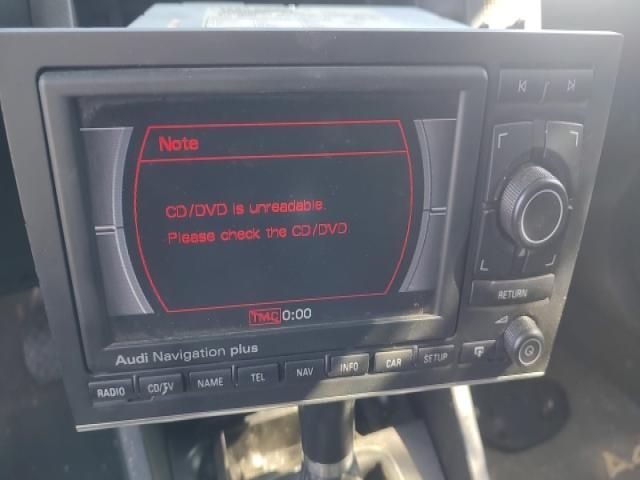 Note
CD/DVD is unreadable.
Please check the CD/DVD.
TMC 0:00
Audi Navigation plus
RETURN
RADIO CD/TV NAME TEL NAV INFO CAR SETUP